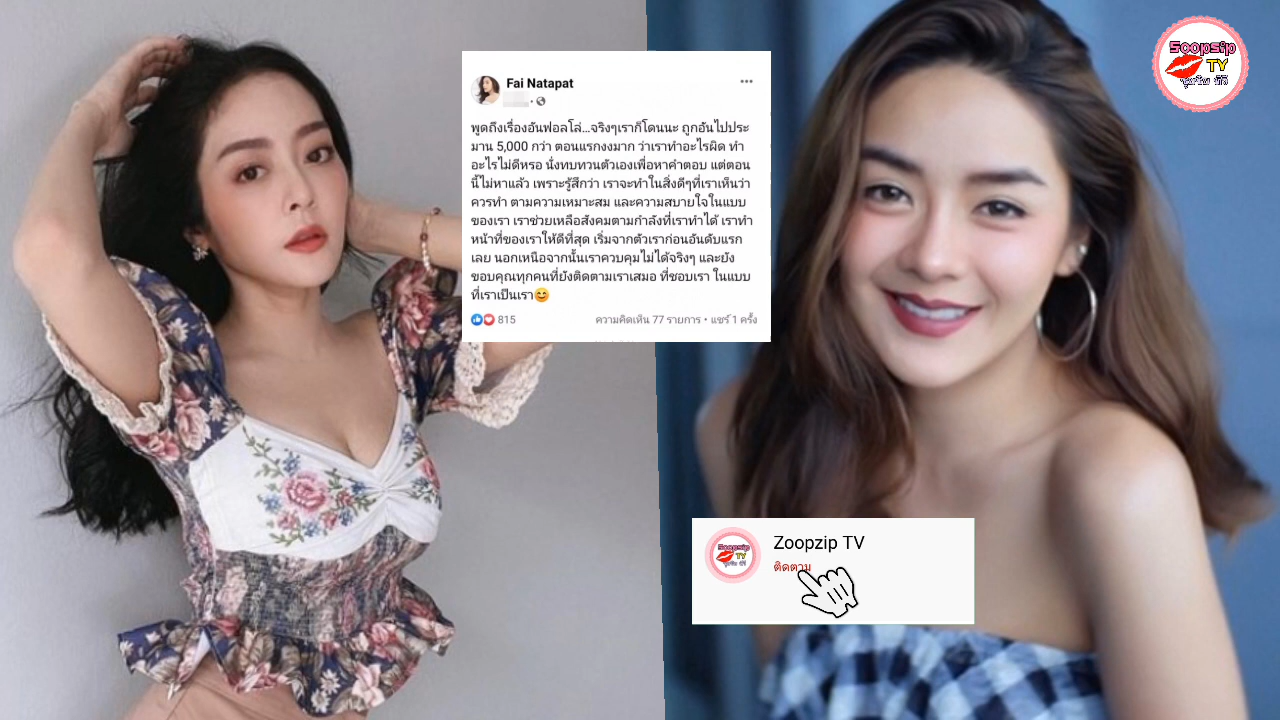 Soopsip
TV
ซุบซิบ ทีวี
Fai Natapat
พูดถึงเรื่องอันฟอลโล่...จริงๆเราก็โดนนะ ถูกอันไปประ
มาน 5,000 กว่า ตอนแรกงงมาก ว่าเราทำอะไรผิด ทำ
อะไรไม่ดีหรอ นั่งทบทวนตัวเองเพื่อหาคำตอบ แต่ตอน
นี้ไม่หาแล้ว เพราะรู้สึกว่า เราจะทำในสิ่งดีๆที่เราเห็นว่า
ควรทำ ตามความเหมาะสม และความสบายใจในแบบ
ของเรา เราช่วยเหลือสังคมตามกำลังที่เราทำได้ เราทำ
หน้าที่ของเราให้ดีที่สุด เริ่มจากตัวเราก่อนอันดับแรก
เลย นอกเหนือจากนั้นเราควบคุมไม่ได้จริงๆ และยัง
ขอบคุณทุกคนที่ยังติดตามเราเสมอ ที่ชอบเรา ในแบบ
ที่เราเป็นเรา😊
815 ความคิดเห็น 77 รายการ • แชร์ 1 ครั้ง
Zoopzip TV
Soopsip
TV
ซุบซิบ ทีวี
ติดตาม